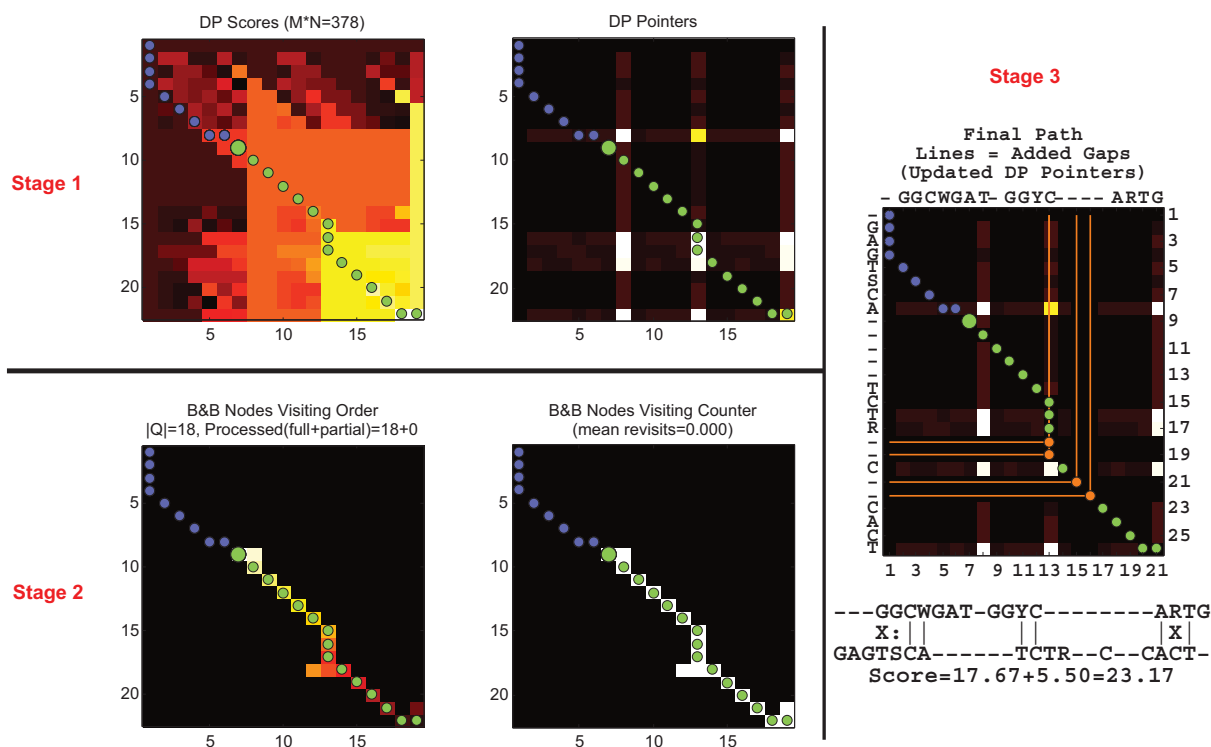 DP Scores (M*N=378)
5
10
15
20
5 10 15
DP Pointers
5
10
15
20
5 10 15
Stage 1
B&B Nodes Visiting Order
|Q|=18, Processed(full+partial)=18+0
5
10
15
20
5 10 15
B&B Nodes Visiting Counter
(mean revisits=0.000)
5
10
15
20
5 10 15
Stage 2
Stage 3
Final Path
Lines = Added Gaps
(Updated DP Pointers)
- GGCWGAT- GGYC---- ARTG
-
G
A
G
T
S
C
A
-
-
-
-
-
T
C
T
R
-
-
C
-
-
C
A
C
T
1
3
5
7
9
11
13
15
17
19
21
23
25
1 3 5 7 9 11 13 15 17 19 21
---GGCWGAT-GGYC--------ARTG
X:|| || |X|
GAGTSCA------TCTR--C--CACT-
Score=17.67+5.50=23.17